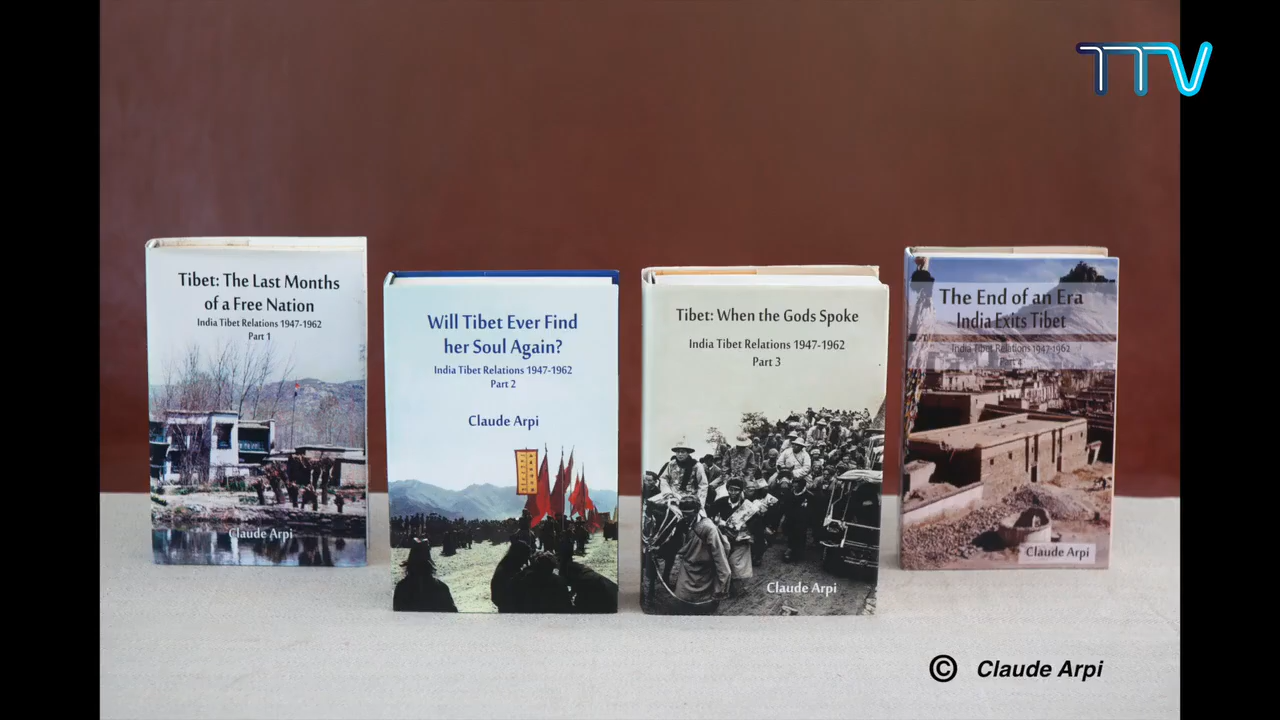 TTV
Tibet: The Last Months
of a Free Nation
India Tibet Relations 1947-1962
Part 1
Claude Arpi
Will Tibet Ever Find
her Soul Again?
India Tibet Relations 1947-1962
Part 2
Claude Arpi
Tibet: When the Gods Spoke
India Tibet Relations 1947-1962
Part 3
Claude Arpi
The End of an Era
India Exits Tibet
India Tibet Relations 1947-1962
Part 4
Claude Arpi
© Claude Arpi